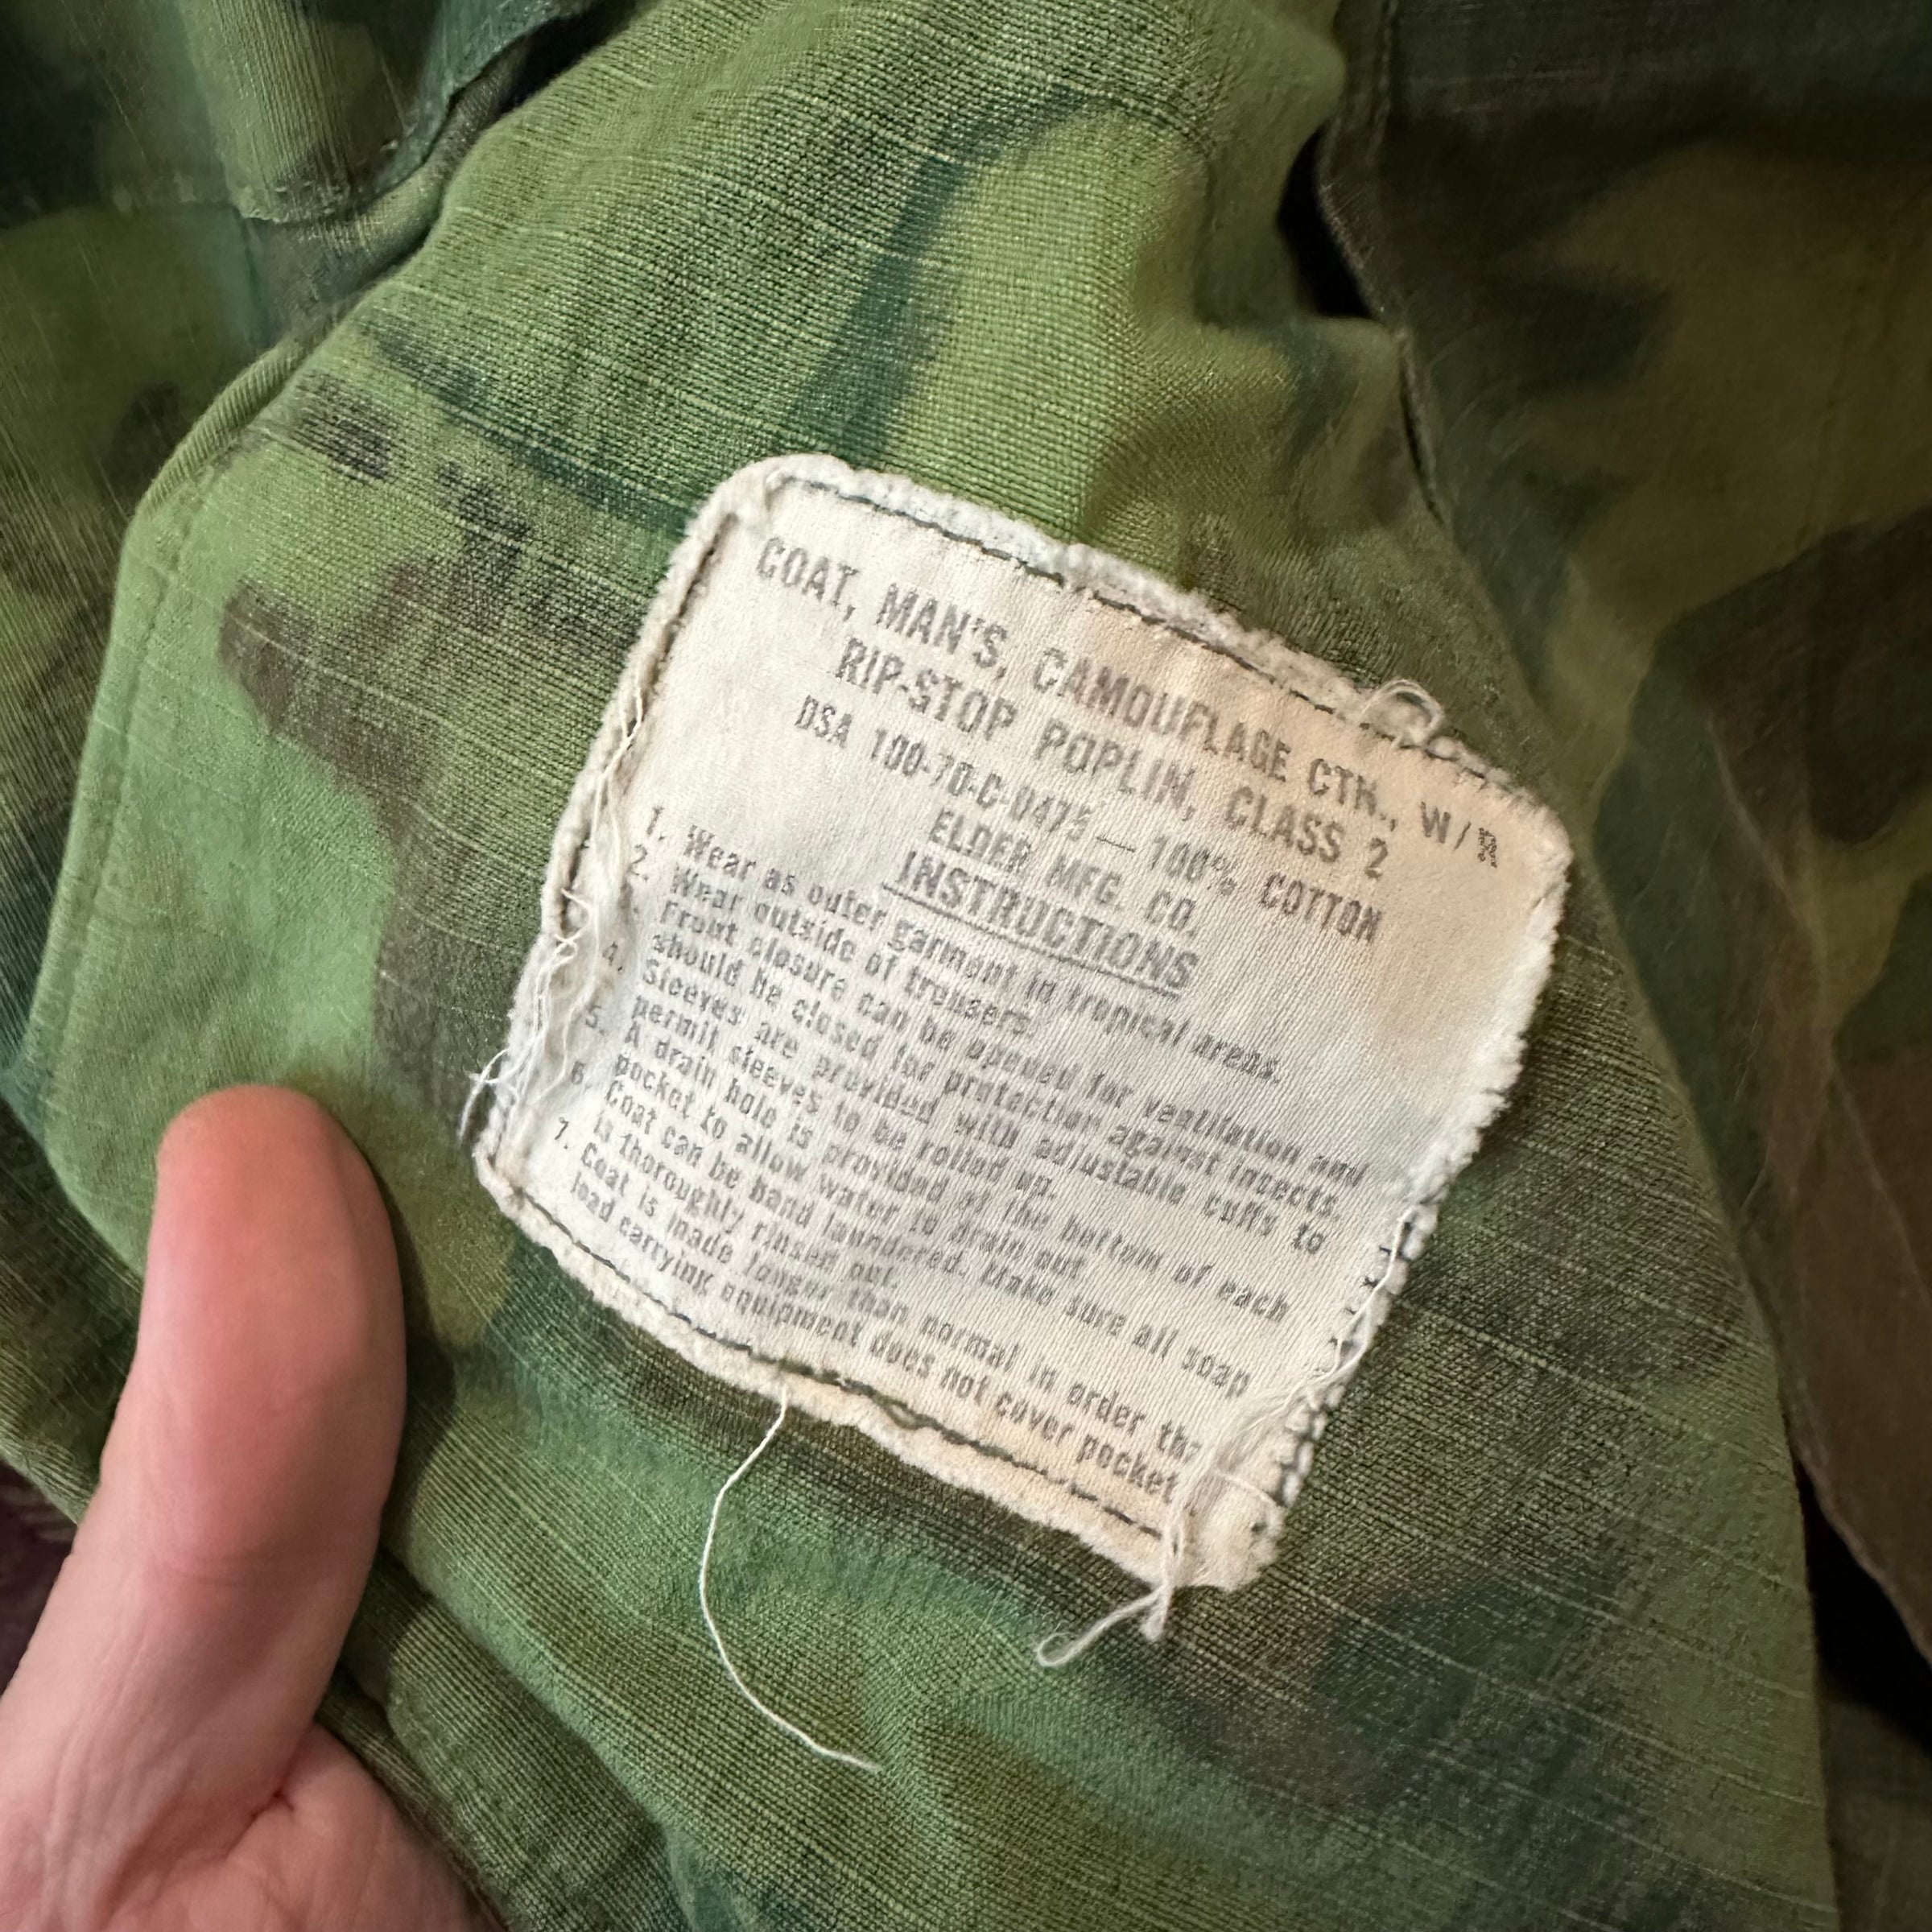 COAT, MAN'S, CAMOUFLAGE CTN., W/R
RIP-STOP POPLIN, CLASS 2
DSA 100-70-C-0475 — 100% COTTON
ELDER MFG. CO.
INSTRUCTIONS
1. Wear as outer garment in tropical areas.
2. Wear outside of trousers.
Front closure can be opened for ventilation and
should be closed for protection against insects.
4. Sleeves are provided with adjustable cuffs to
permit sleeves to be rolled up.
5. A drain hole is provided at the bottom of each
pocket to allow water to drain out
6. Coat can be hand laundered. Make sure all soap
is thoroughly rinsed out.
7. Coat is made longer than normal in order tha
load carrying equipment does not cover pocket